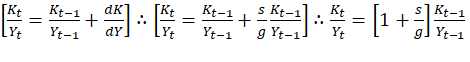 [K_t/Y_t = K_{t-1}/Y_{t-1} + dK/dY] ∴ [K_t/Y_t = K_{t-1}/Y_{t-1} + s/g K_{t-1}/Y_{t-1}] ∴ K_t/Y_t = [1 + s/g] K_{t-1}/Y_{t-1}